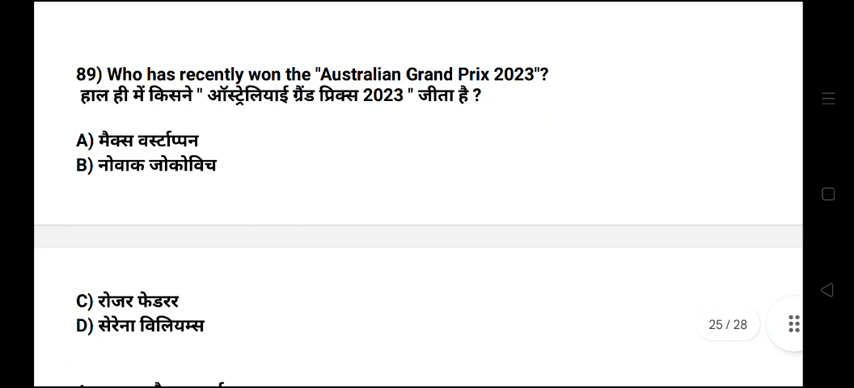 89) Who has recently won the "Australian Grand Prix 2023"?
हाल ही में किसने " ऑस्ट्रेलियाई ग्रैंड प्रिक्स 2023 " जीता है ?
A) मैक्स वर्स्टाप्पन
B) नोवाक जोकोविच
C) रोजर फेडरर
D) सेरेना विलियम्स
25 / 28